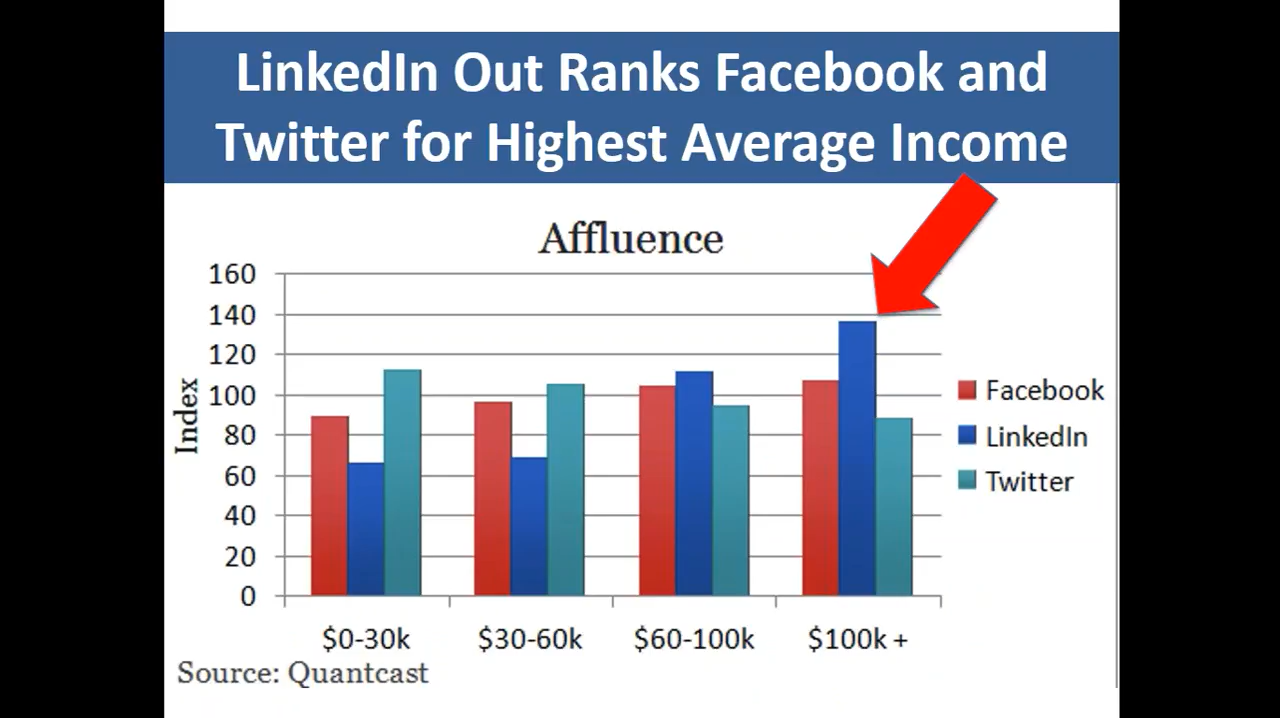 LinkedIn Out Ranks Facebook and
Twitter for Highest Average Income
Affluence
160
140
120
100
80
60
40
20
0
Index
Facebook
LinkedIn
Twitter
$0-30k $30-60k $60-100k $100k +
Source: Quantcast